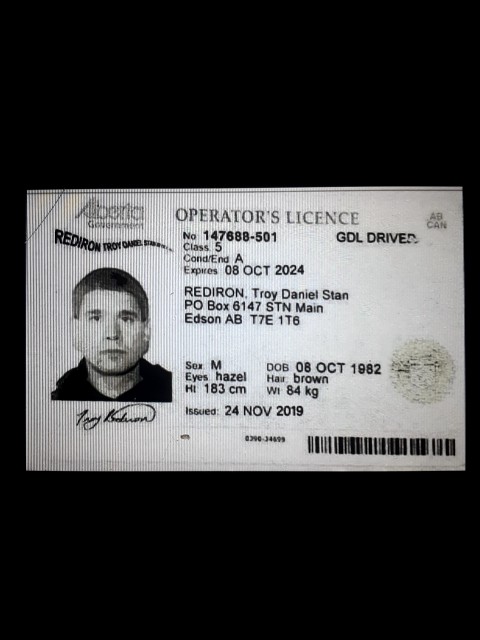 Alberta
Government
OPERATOR'S LICENCE
AB
CAN
REDIRON TROY DANIEL STAN
No 147688-501
GDL DRIVER
Class 5
Cond/End A
Expires 08 OCT 2024
REDIRON, Troy Daniel Stan
PO Box 6147 STN Main
Edson AB T7E 1T6
Sex M
DOB 08 OCT 1982
Eyes hazel
Hair brown
Ht 183 cm
Wt 84 kg
Issued: 24 NOV 2019
Troy Rediron
0390-34699